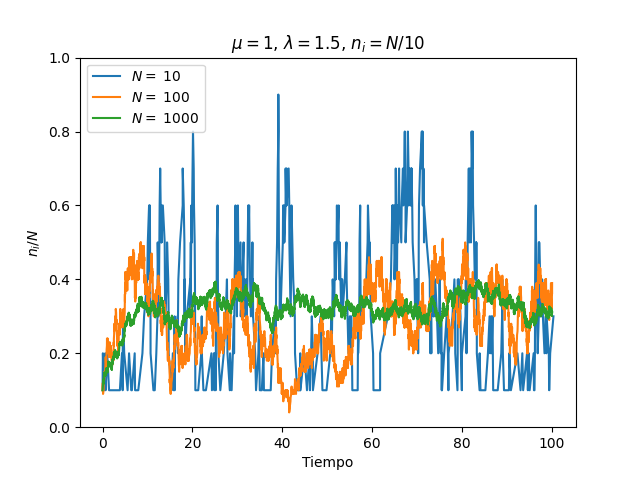 μ = 1, λ = 1.5, n_i = N/10
N = 10
N = 100
N = 1000
1.0
0.8
0.6
0.4
0.2
0.0
n_i/N
0 20 40 60 80 100
Tiempo